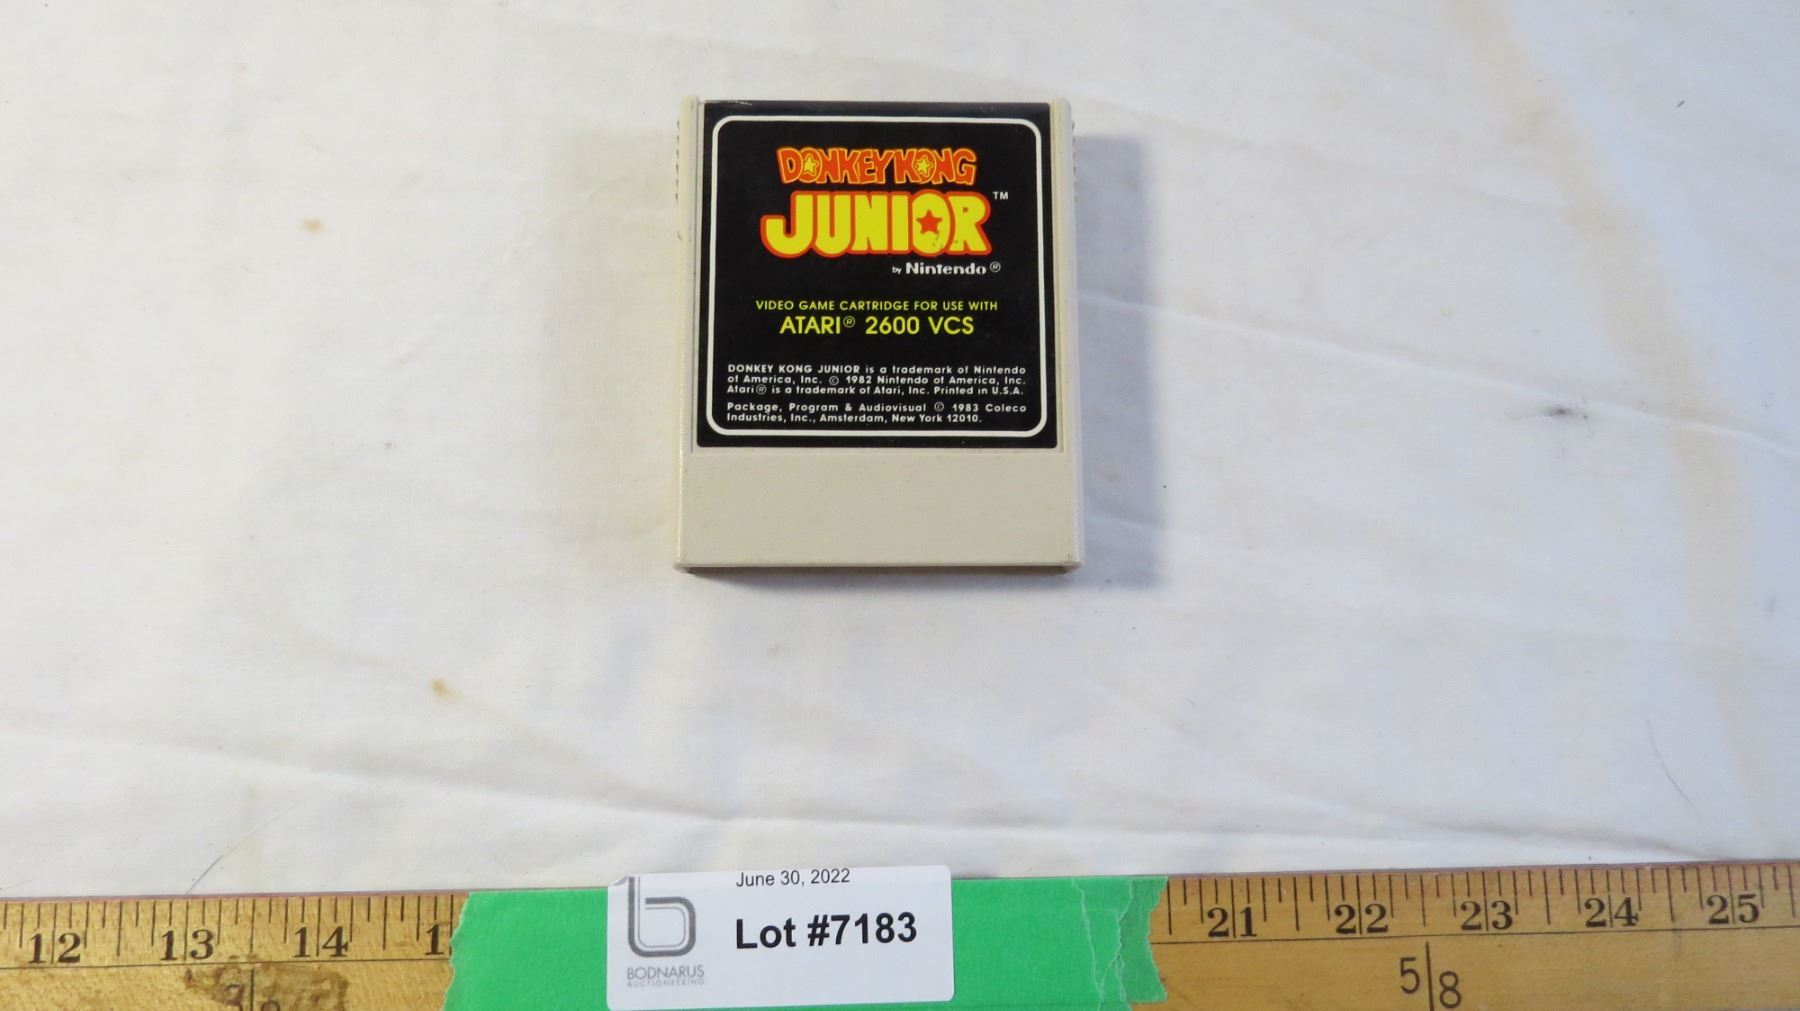 DONKEY KONG
JUNIOR ™
by Nintendo®
VIDEO GAME CARTRIDGE FOR USE WITH
ATARI® 2600 VCS
DONKEY KONG JUNIOR is a trademark of Nintendo
of America, Inc. © 1982 Nintendo of America, Inc.
Atari® is a trademark of Atari, Inc. Printed in U.S.A.
Package, Program & Audiovisual © 1983 Coleco
Industries, Inc., Amsterdam, New York 12010.
June 30, 2022
Lot #7183
b
BODNARUS
AUCTIONEERING
12 13 14 1 21 22 23 24 25
5 8